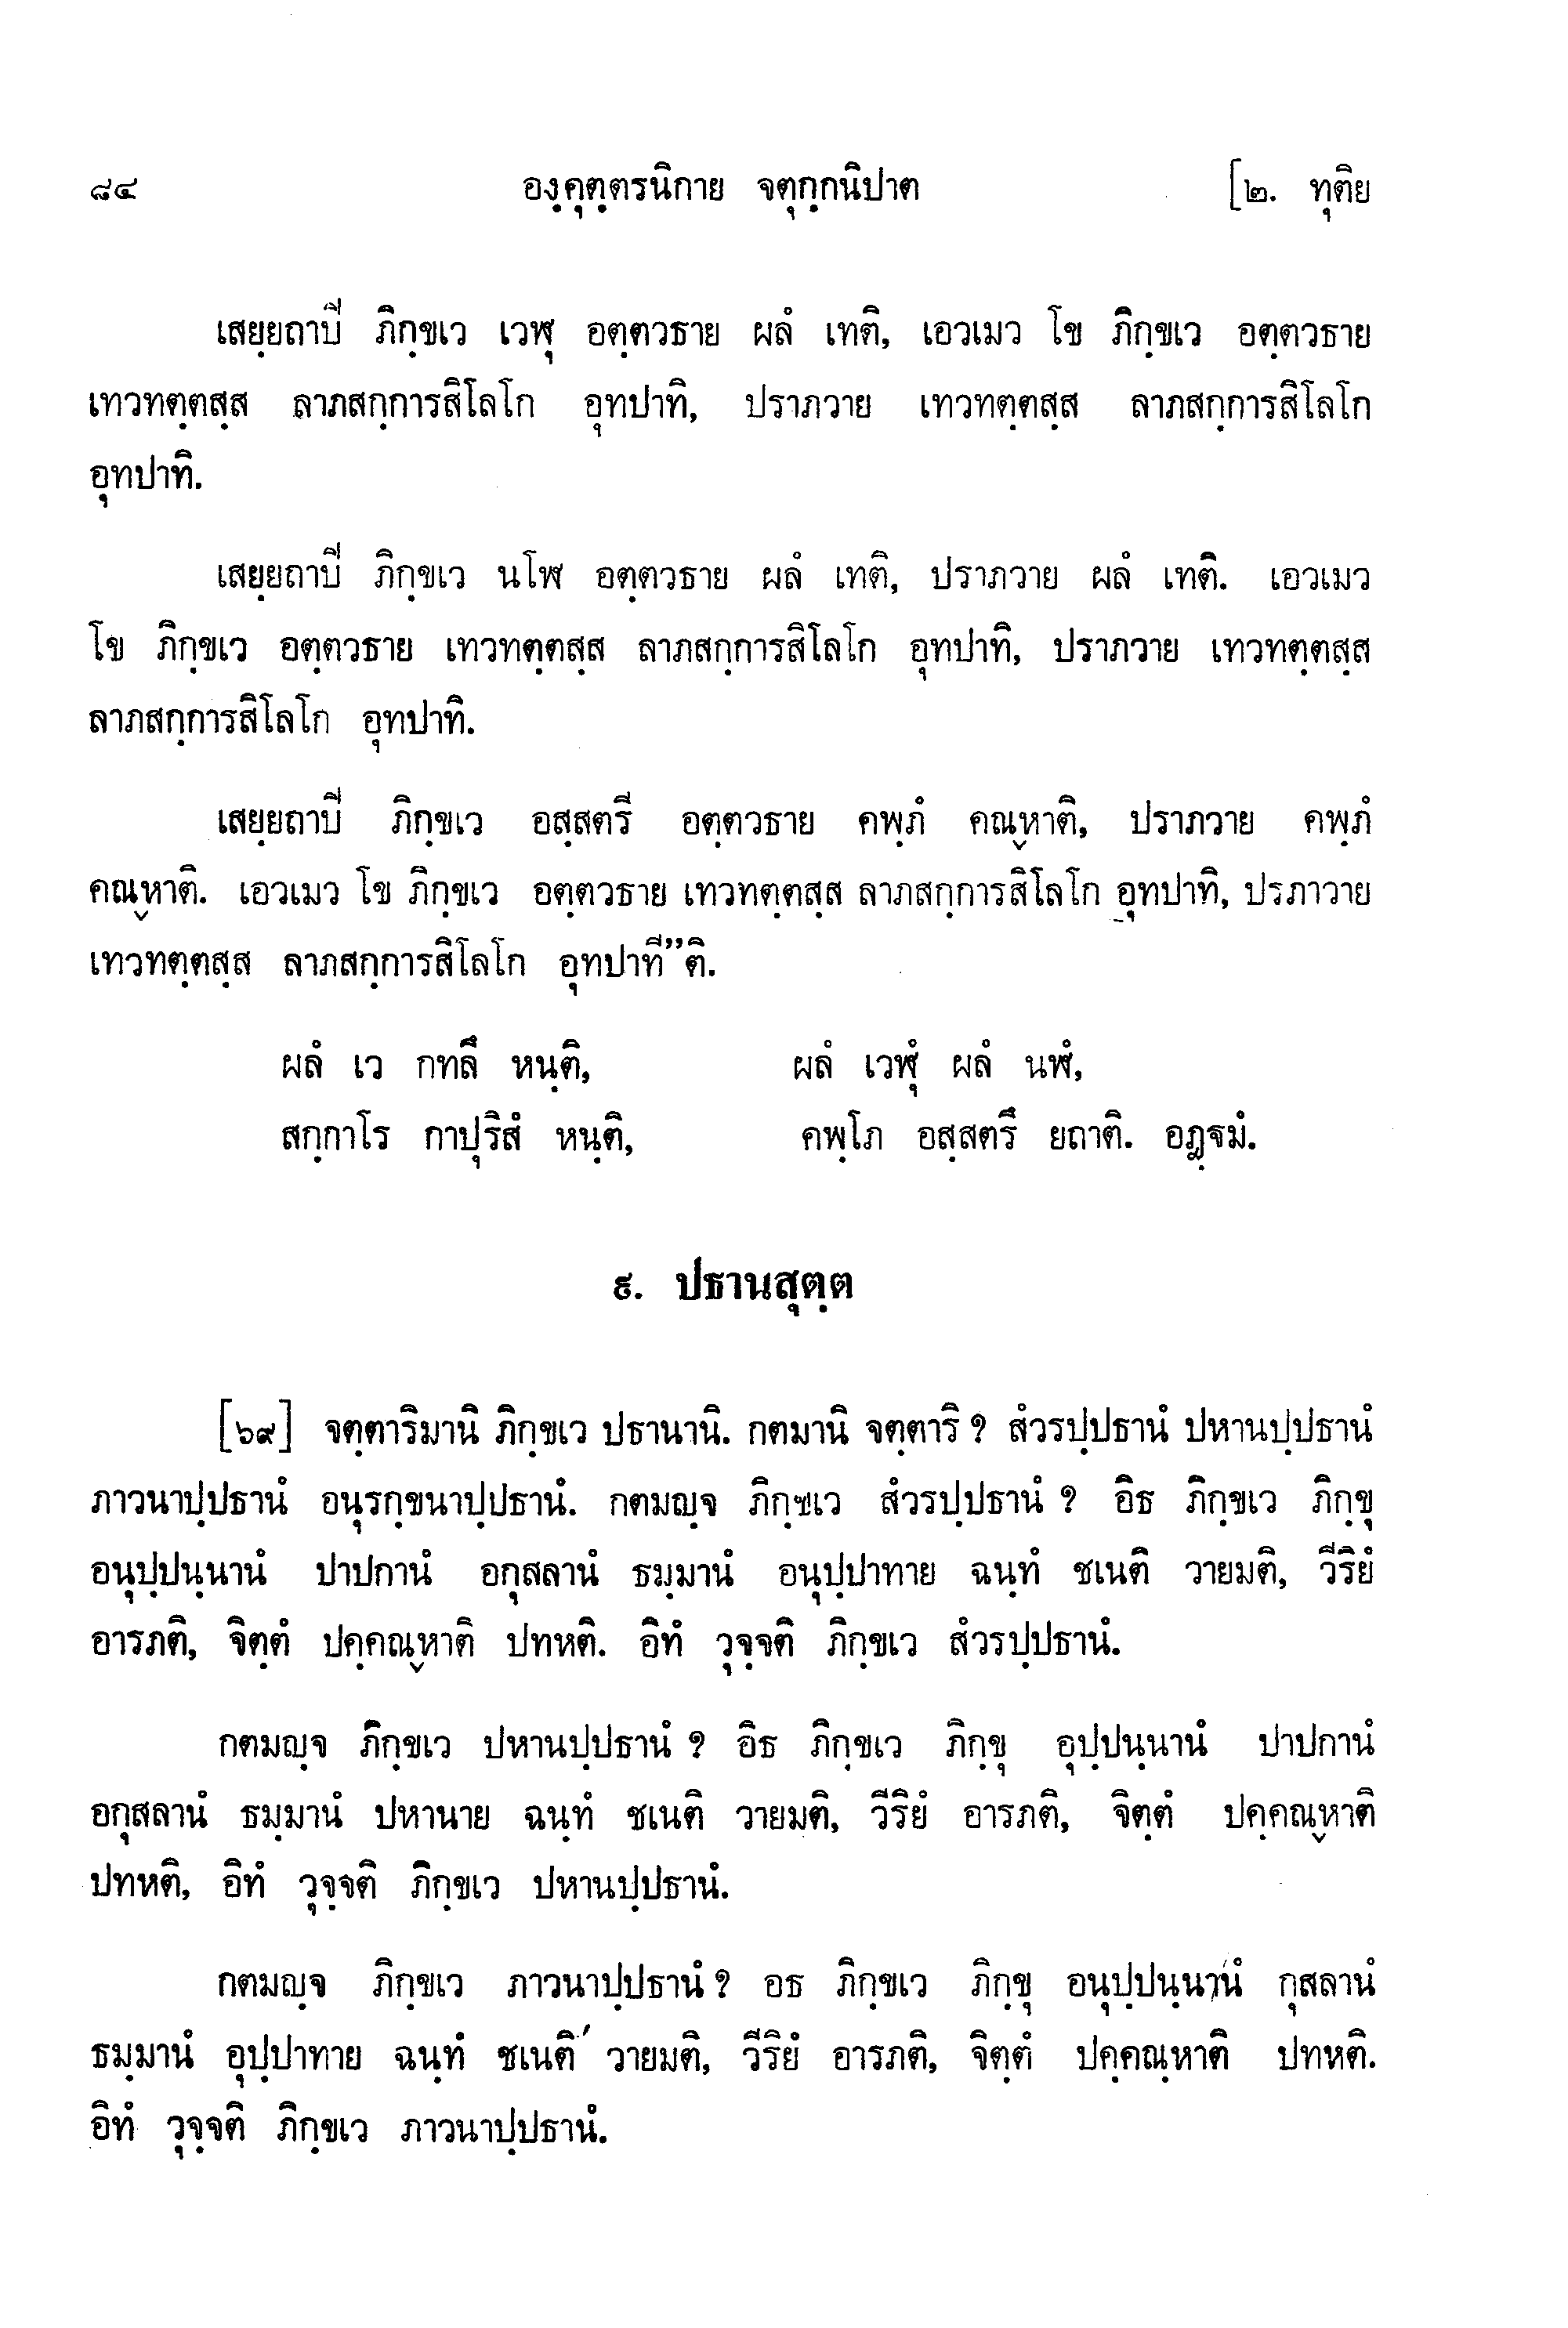 ๘๔ องฺคุตฺตรนิกาย จตุกฺกนิปาต [๒. ทุติย
เสยฺยถาปี ภิกฺขเว เวฬุ อตฺตวธาย ผลํ เทติ, เอวเมว โข ภิกฺขเว อตฺตวธาย
เทวทตฺตสฺส ลาภสกฺการสิโลโก อุทปาทิ, ปราภวาย เทวทตฺตสฺส ลาภสกฺการสิโลโก
อุทปาทิ.
เสยฺยถาปี ภิกฺขเว นโฬ อตฺตวธาย ผลํ เทติ, ปราภวาย ผลํ เทติ. เอวเมว
โข ภิกฺขเว อตฺตวธาย เทวทตฺตสฺส ลาภสกฺการสิโลโก อุทปาทิ, ปราภวาย เทวทตฺตสฺส
ลาภสกฺการสิโลโก อุทปาทิ.
เสยฺยถาปี ภิกฺขเว อสฺสตรี อตฺตวธาย คพฺภํ คณฺหาติ, ปราภวาย คพฺภํ
คณฺหาติ. เอวเมว โข ภิกฺขเว อตฺตวธาย เทวทตฺตสฺส ลาภสกฺการสิโลโก อุทปาทิ, ปรภาวาย
เทวทตฺตสฺส ลาภสกฺการสิโลโก อุทปาที”ติ.
ผลํ เว กทลึ หนฺติ, ผลํ เวฬุํ ผลํ นฬํ,
สกฺกาโร กาปุริสํ หนฺติ, คพฺโภ อสฺสตรึ ยถาติ. อฏฺฐมํ.
๙. ปธานสุตฺต
[๖๙] จตฺตาริมานิ ภิกฺขเว ปธานานิ. กตมานิ จตฺตาริ ? สํวรปฺปธานํ ปหานปฺปธานํ
ภาวนาปฺปธานํ อนุรกฺขนาปฺปธานํ. กตมญฺจ ภิกฺขเว สํวรปฺปธานํ ? อิธ ภิกฺขเว ภิกฺขุ
อนุปฺปนฺนานํ ปาปกานํ อกุสลานํ ธมฺมานํ อนุปฺปาทาย ฉนฺทํ ชเนติ วายมติ, วีริยํ
อารภติ, จิตฺตํ ปคฺคณฺหาติ ปทหติ. อิทํ วุจฺจติ ภิกฺขเว สํวรปฺปธานํ.
กตมญฺจ ภิกฺขเว ปหานปฺปธานํ ? อิธ ภิกฺขเว ภิกฺขุ อุปฺปนฺนานํ ปาปกานํ
อกุสลานํ ธมฺมานํ ปหานาย ฉนฺทํ ชเนติ วายมติ, วีริยํ อารภติ, จิตฺตํ ปคฺคณฺหาติ
ปทหติ, อิทํ วุจฺจติ ภิกฺขเว ปหานปฺปธานํ.
กตมญฺจ ภิกฺขเว ภาวนาปฺปธานํ ? อธ ภิกฺขเว ภิกฺขุ อนุปฺปนฺนานํ กุสลานํ
ธมฺมานํ อุปฺปาทาย ฉนฺทํ ชเนติ วายมติ, วีริยํ อารภติ, จิตฺตํ ปคฺคณฺหาติ ปทหติ.
อิทํ วุจฺจติ ภิกฺขเว ภาวนาปฺปธานํ.